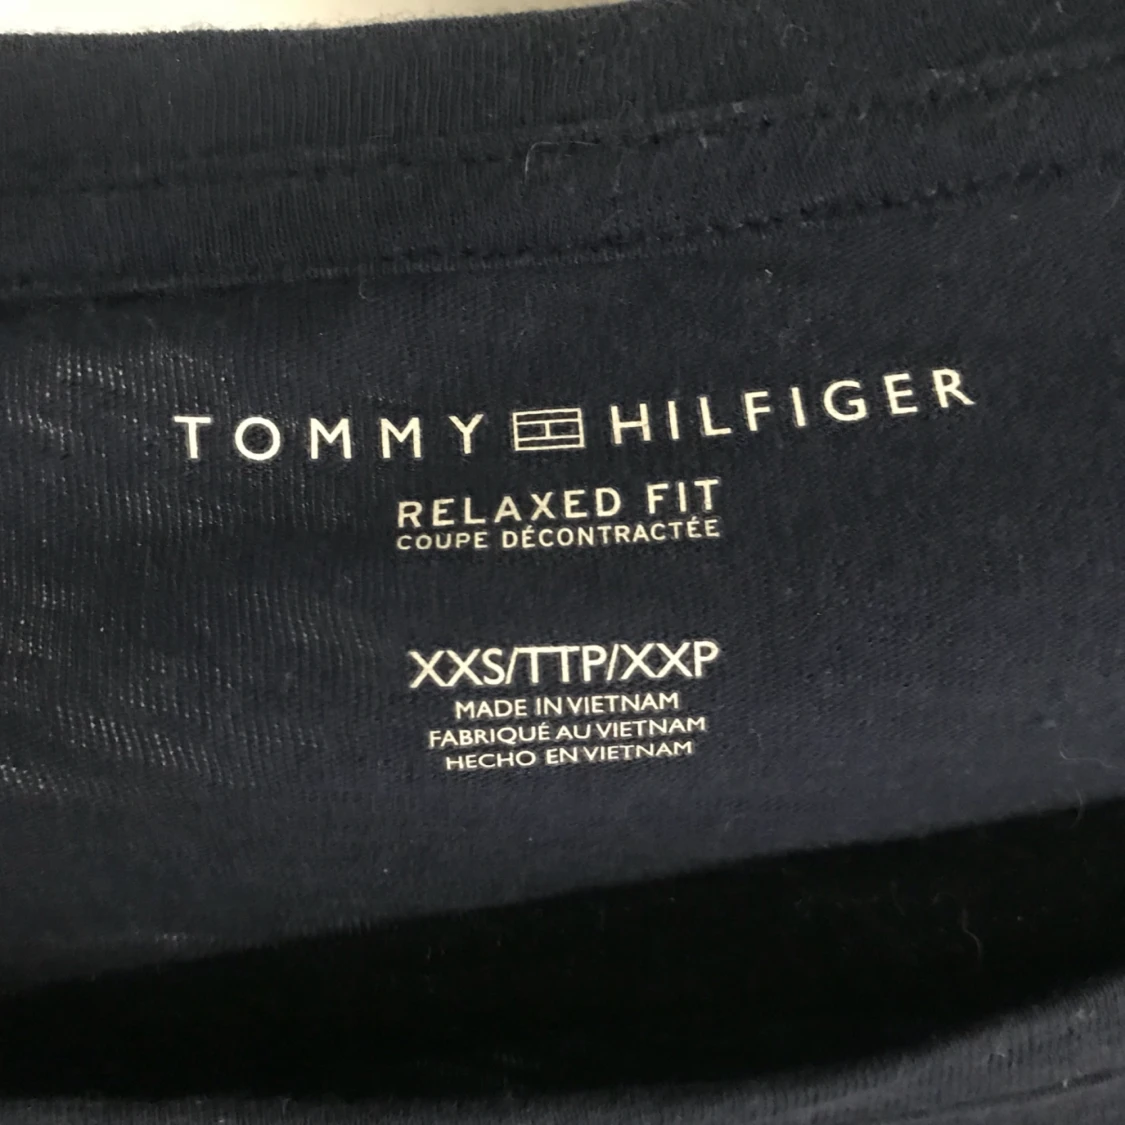 TOMMY HILFIGER
RELAXED FIT
COUPE DÉCONTRACTÉE
XXS/TTP/XXP
MADE IN VIETNAM
FABRIQUÉ AU VIETNAM
HECHO EN VIETNAM